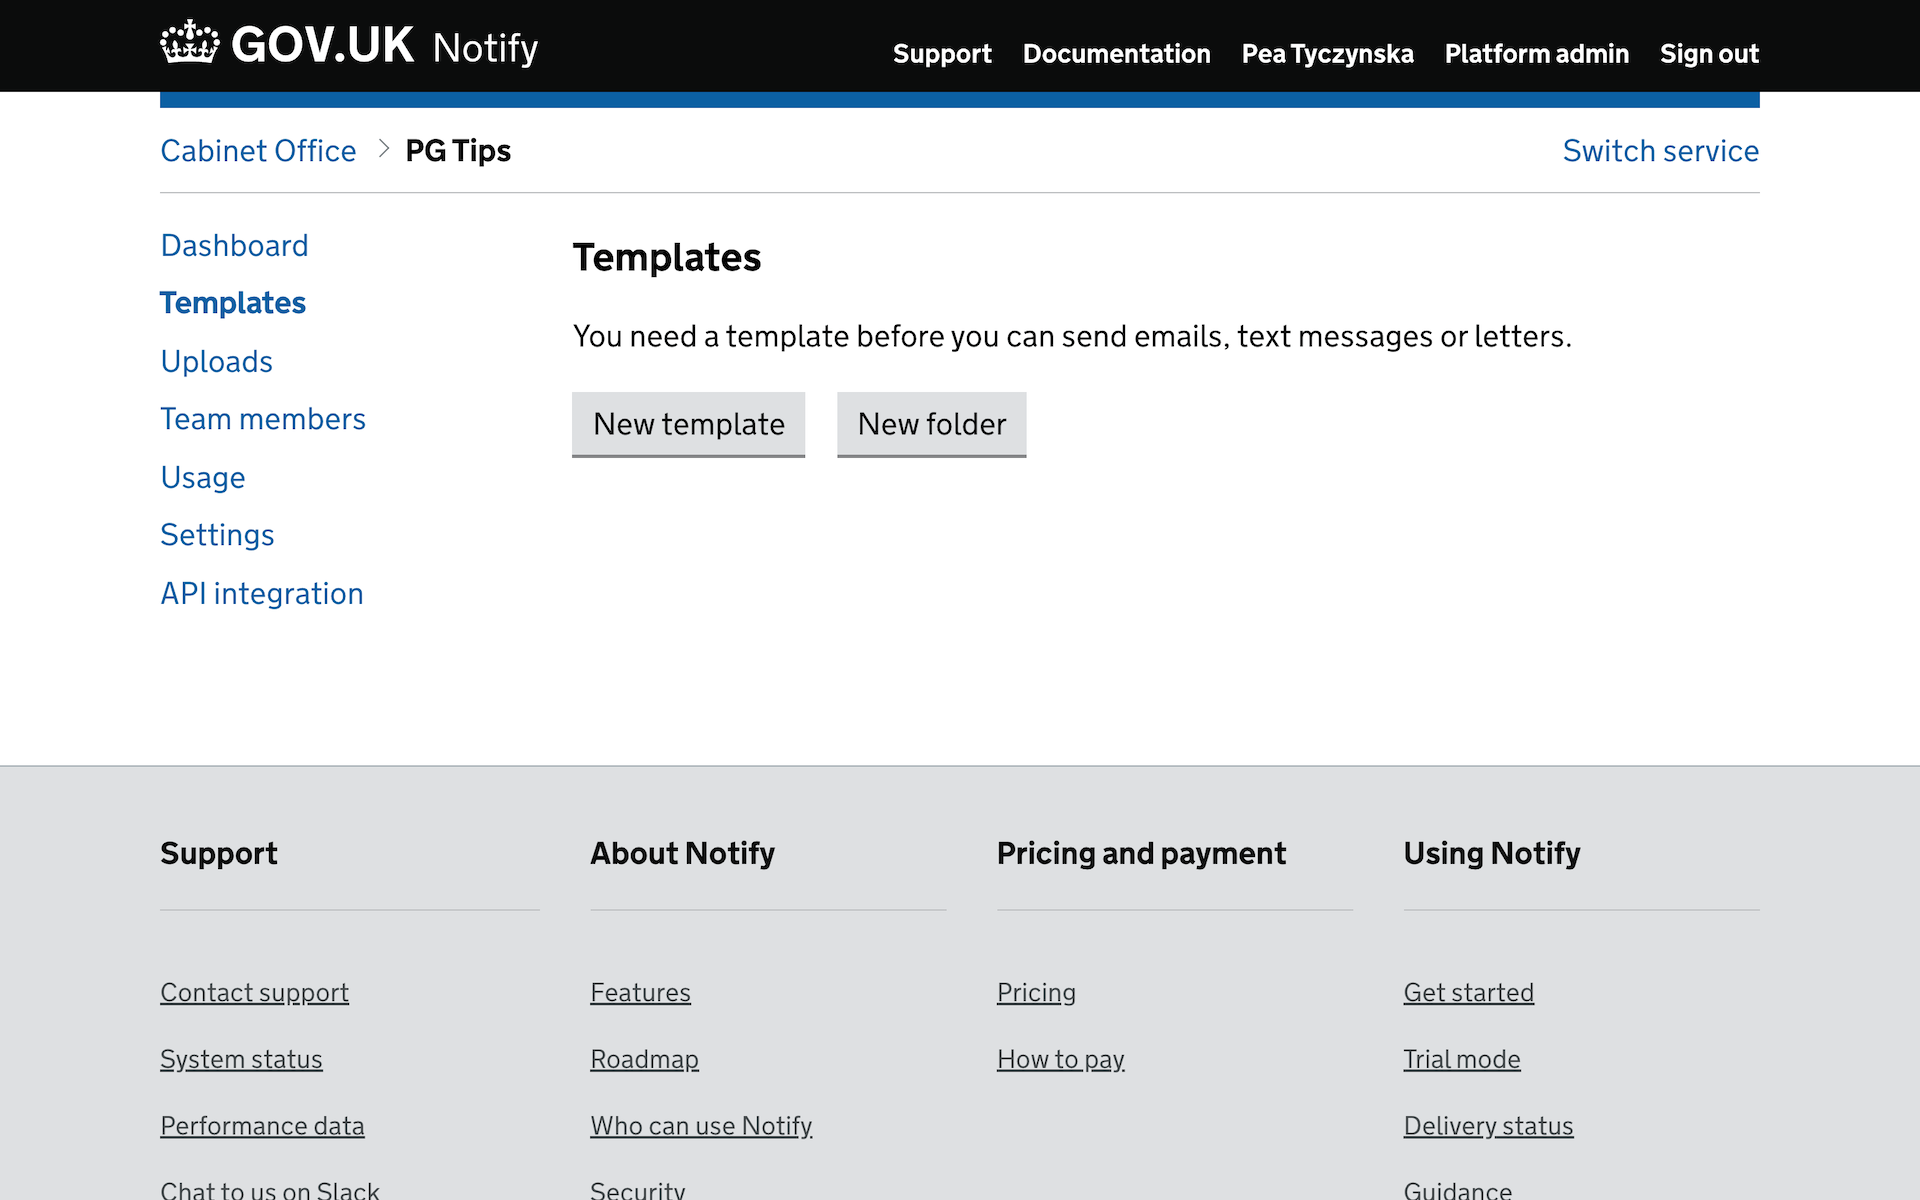 GOV.UK Notify
Support Documentation Pea Tyczynska Platform admin Sign out
Cabinet Office PG Tips
Switch service
Dashboard
Templates
Uploads
Team members
Usage
Settings
API integration
Templates
You need a template before you can send emails, text messages or letters.
New template
New folder
Support
Contact support
System status
Performance data
Chat to us on Slack
About Notify
Features
Roadmap
Who can use Notify
Security
Pricing and payment
Pricing
How to pay
Using Notify
Get started
Trial mode
Delivery status
Guidance